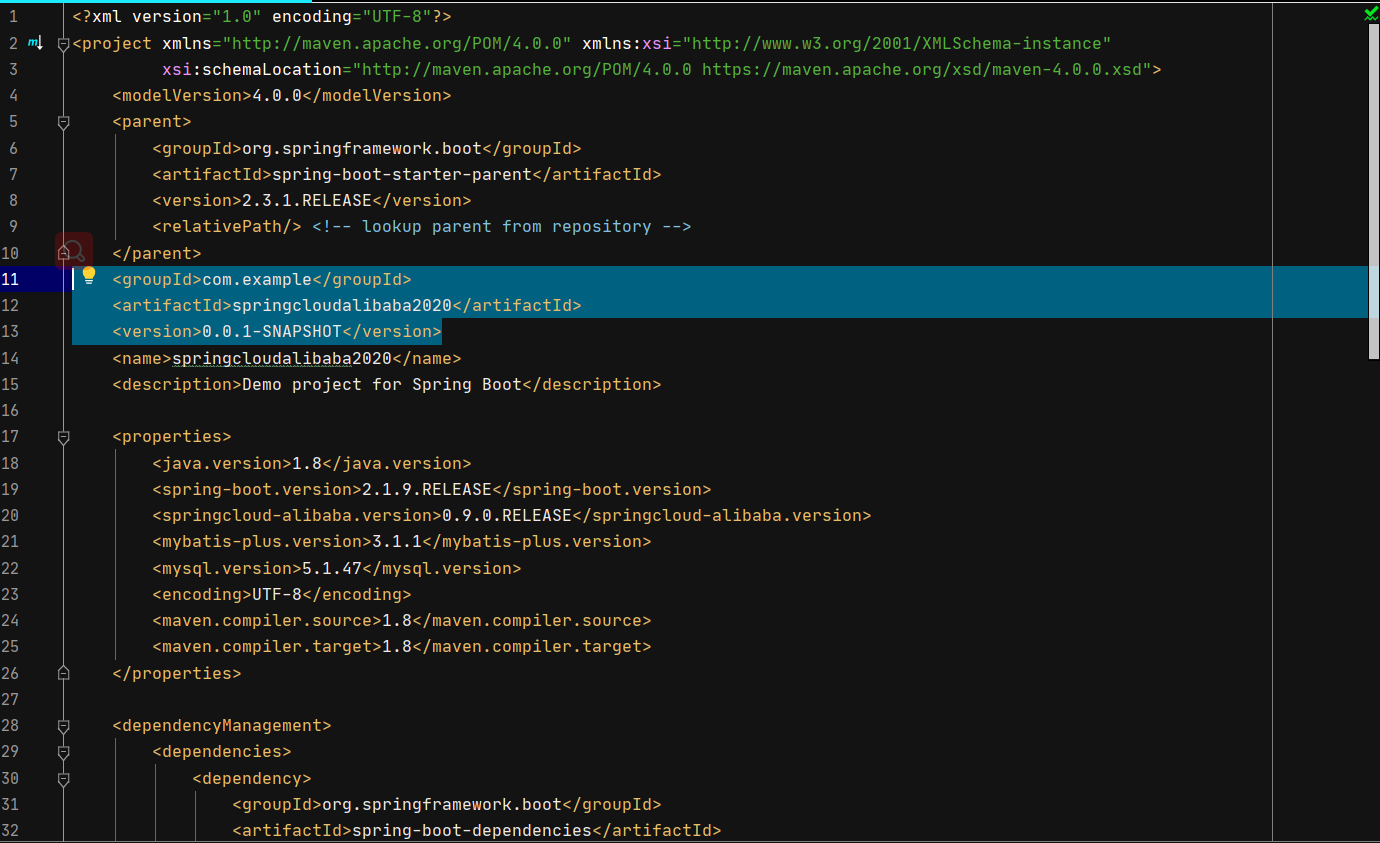 1 <?xml version="1.0" encoding="UTF-8"?>
2 <project xmlns="http://maven.apache.org/POM/4.0.0" xmlns:xsi="http://www.w3.org/2001/XMLSchema-instance"
3          xsi:schemaLocation="http://maven.apache.org/POM/4.0.0 https://maven.apache.org/xsd/maven-4.0.0.xsd">
4     <modelVersion>4.0.0</modelVersion>
5     <parent>
6         <groupId>org.springframework.boot</groupId>
7         <artifactId>spring-boot-starter-parent</artifactId>
8         <version>2.3.1.RELEASE</version>
9         <relativePath/> <!-- lookup parent from repository -->
10     </parent>
11     <groupId>com.example</groupId>
12     <artifactId>springcloudalibaba2020</artifactId>
13     <version>0.0.1-SNAPSHOT</version>
14     <name>springcloudalibaba2020</name>
15     <description>Demo project for Spring Boot</description>
16
17     <properties>
18         <java.version>1.8</java.version>
19         <spring-boot.version>2.1.9.RELEASE</spring-boot.version>
20         <springcloud-alibaba.version>0.9.0.RELEASE</springcloud-alibaba.version>
21         <mybatis-plus.version>3.1.1</mybatis-plus.version>
22         <mysql.version>5.1.47</mysql.version>
23         <encoding>UTF-8</encoding>
24         <maven.compiler.source>1.8</maven.compiler.source>
25         <maven.compiler.target>1.8</maven.compiler.target>
26     </properties>
27
28     <dependencyManagement>
29         <dependencies>
30             <dependency>
31                 <groupId>org.springframework.boot</groupId>
32                 <artifactId>spring-boot-dependencies</artifactId>